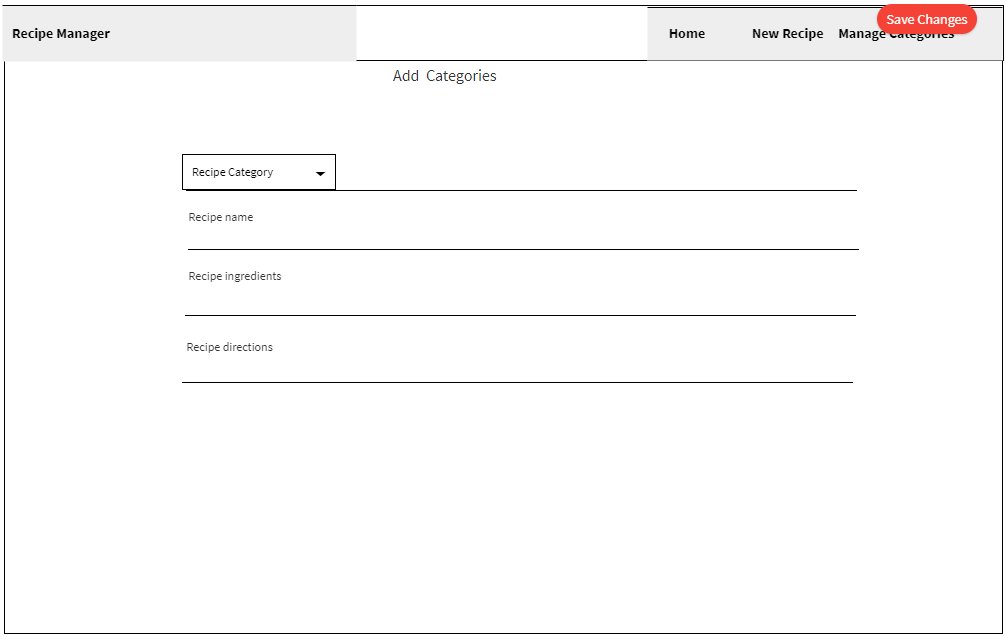 Save Changes
Recipe Manager
Home
New Recipe
Manage Categories
Add Categories
Recipe Category
Recipe name
Recipe ingredients
Recipe directions